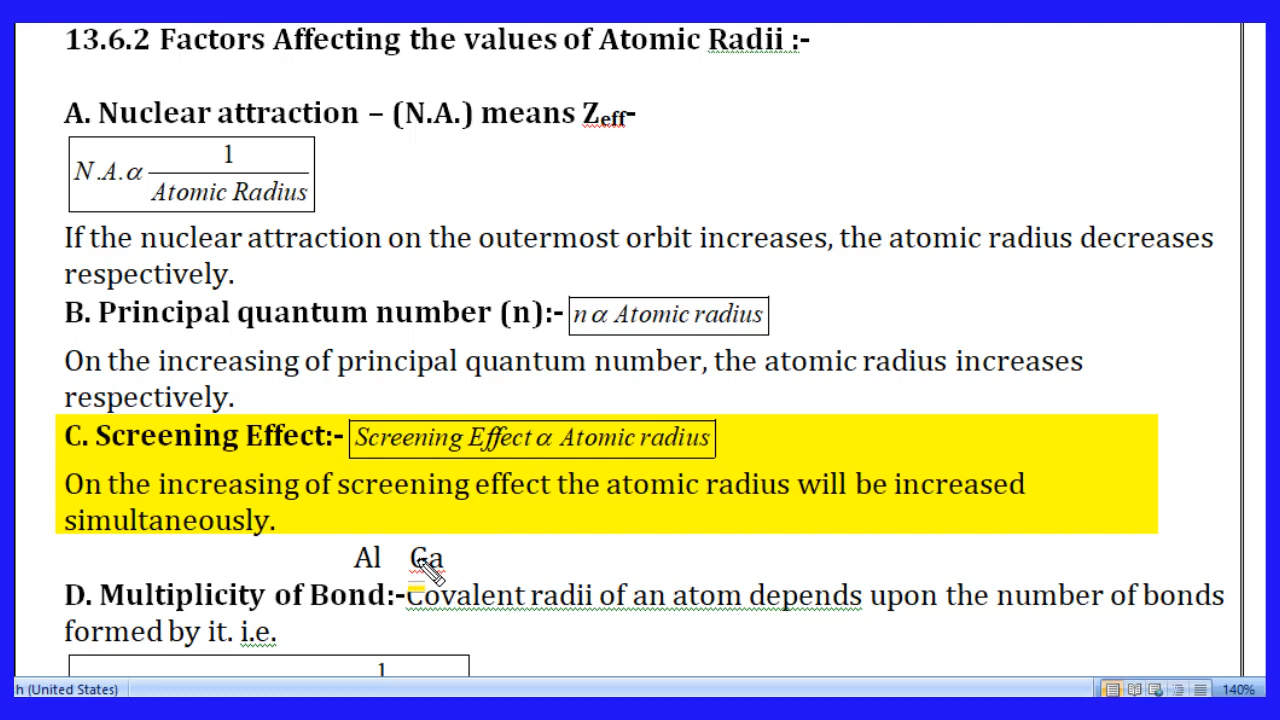 13.6.2 Factors Affecting the values of Atomic Radii :-
A. Nuclear attraction – (N.A.) means Zeff-
N.A.α 1
Atomic Radius
If the nuclear attraction on the outermost orbit increases, the atomic radius decreases
respectively.
B. Principal quantum number (n):- n α Atomic radius
On the increasing of principal quantum number, the atomic radius increases
respectively.
C. Screening Effect:- Screening Effect α Atomic radius
On the increasing of screening effect the atomic radius will be increased
simultaneously.
Al Ga
D. Multiplicity of Bond:-Covalent radii of an atom depends upon the number of bonds
formed by it. i.e.
1
h (United States) 140%